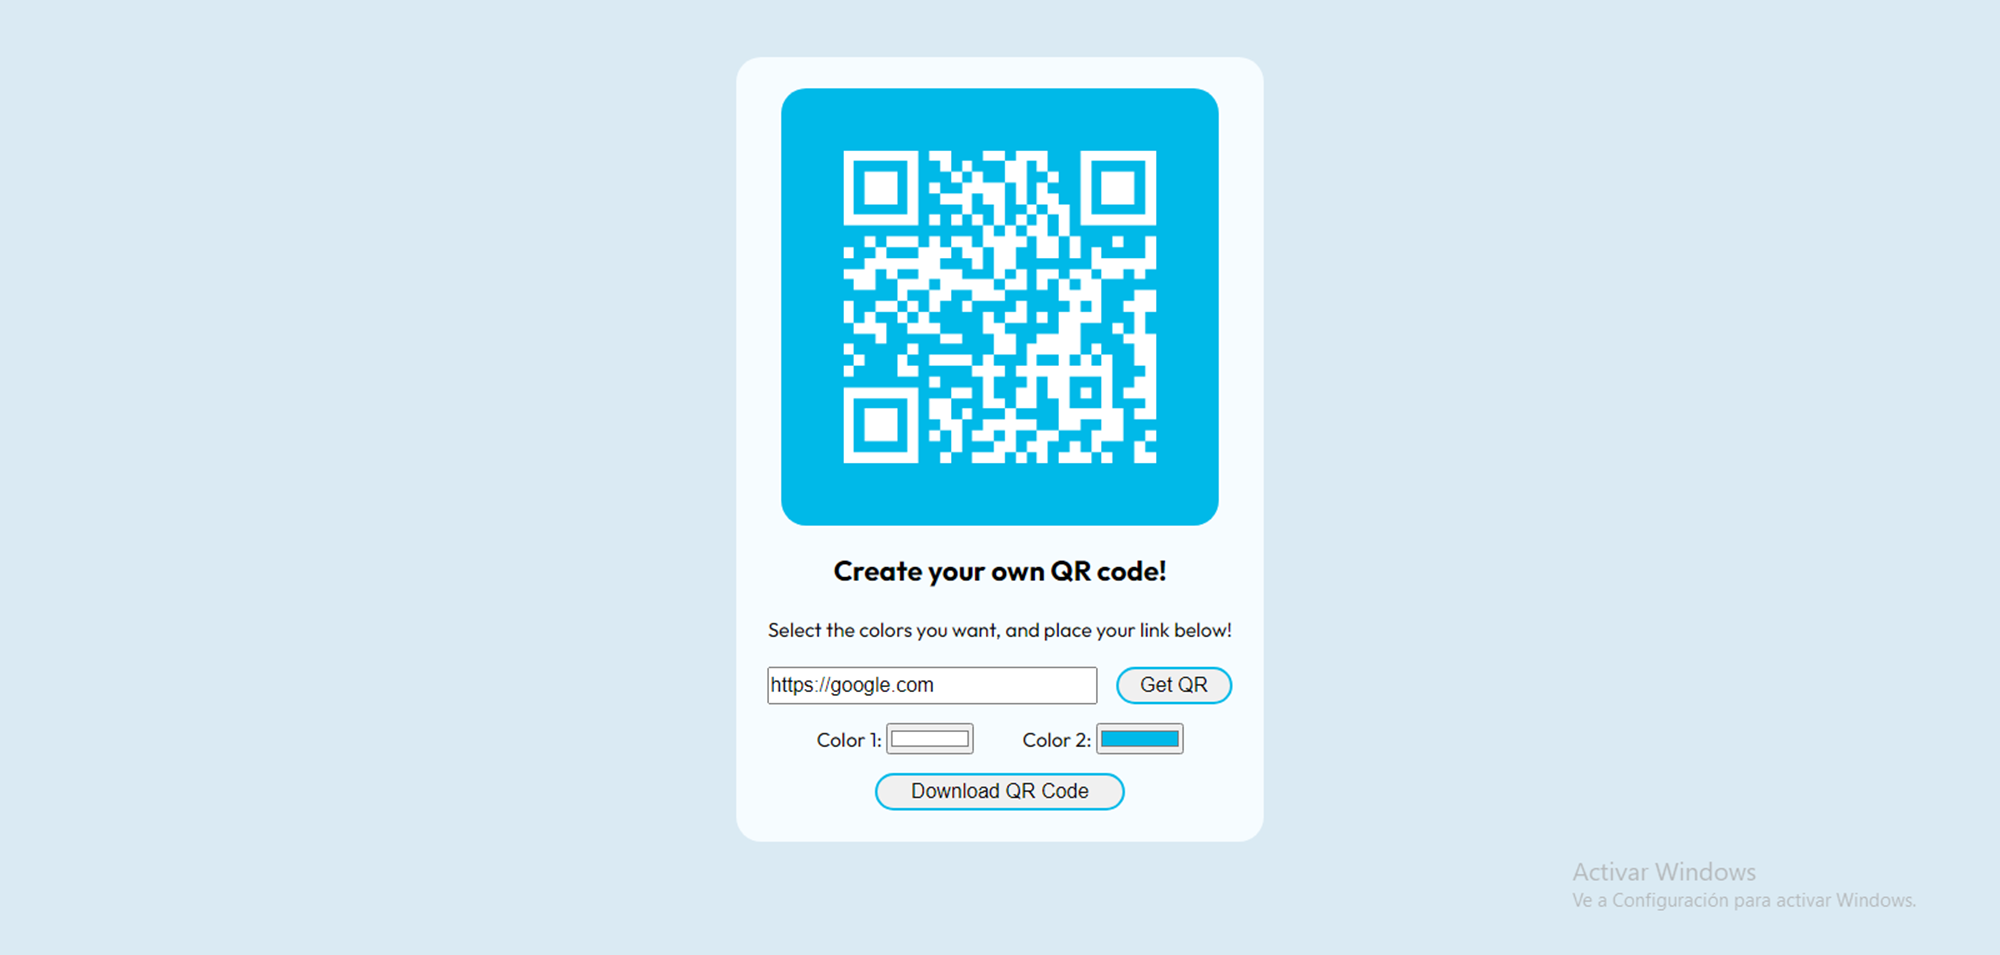 Create your own QR code!
Select the colors you want, and place your link below!
https://google.com
Get QR
Color 1:
Color 2:
Download QR Code
Activar Windows
Ve a Configuración para activar Windows.